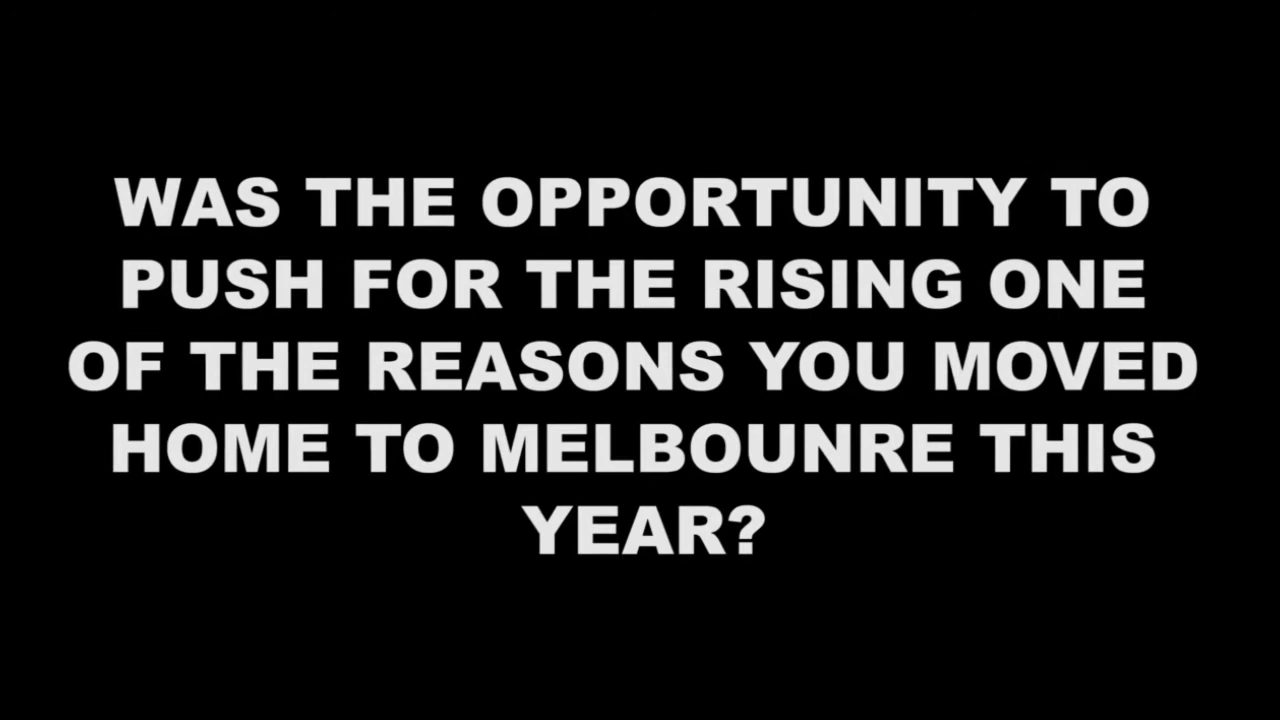 WAS THE OPPORTUNITY TO
PUSH FOR THE RISING ONE
OF THE REASONS YOU MOVED
HOME TO MELBOUNRE THIS
YEAR?